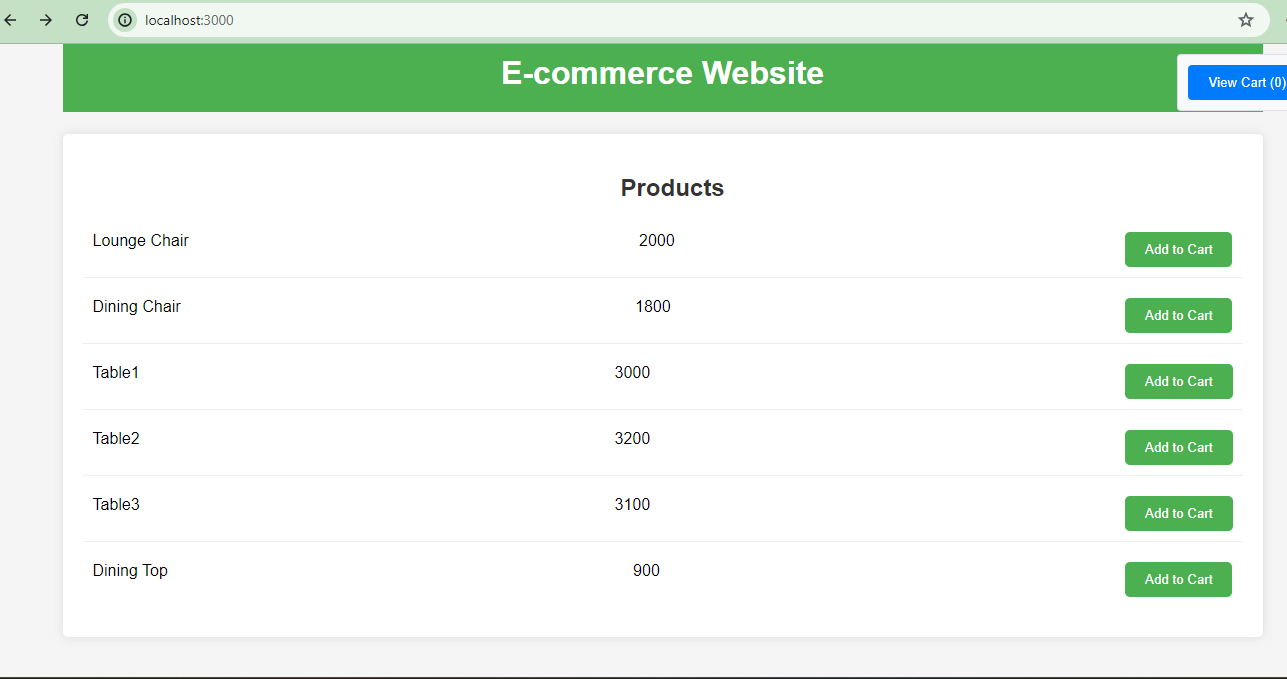 localhost:3000
E-commerce Website
View Cart (0)
Products
Lounge Chair 2000 Add to Cart
Dining Chair 1800 Add to Cart
Table1 3000 Add to Cart
Table2 3200 Add to Cart
Table3 3100 Add to Cart
Dining Top 900 Add to Cart